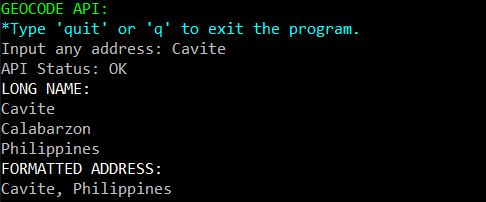 GEOCODE API:
*Type 'quit' or 'q' to exit the program.
Input any address: Cavite
API Status: OK
LONG NAME:
Cavite
Calabarzon
Philippines
FORMATTED ADDRESS:
Cavite, Philippines